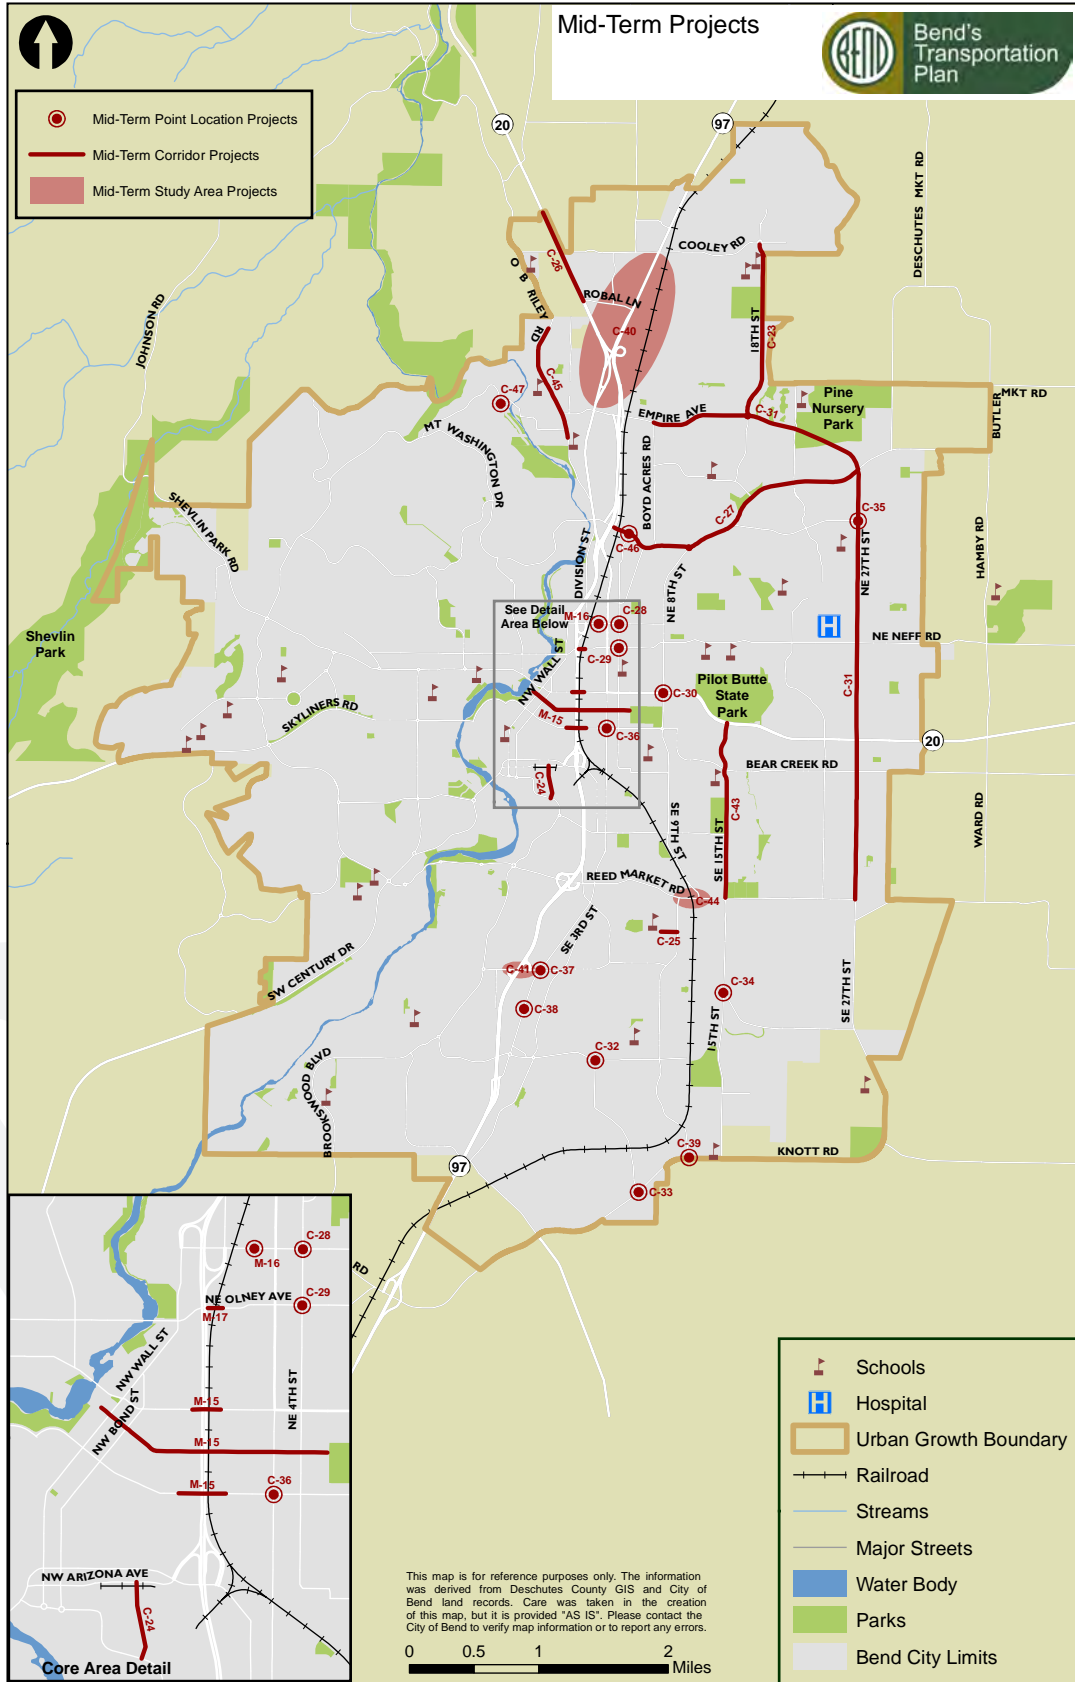 Mid-Term Projects
BEND
Bend's
Transportation
Plan
Mid-Term Point Location Projects
Mid-Term Corridor Projects
Mid-Term Study Area Projects
20
97
DESCHUTES MKT RD
COOLEY RD
C-26
O B RILEY RD
ROBAL LN
C-40
18TH ST
C-23
JOHNSON RD
C-45
C-47
EMPIRE AVE
C-31
Pine
Nursery
Park
BUTLER MKT RD
MT WASHINGTON DR
BOYD ACRES RD
SHEVLIN PARK RD
C-27
C-35
C-46
NE 27TH ST
HAMBY RD
DIVISION ST
NE 8TH ST
See Detail
Area Below
M-16
C-28
H
NE NEFF RD
Shevlin
Park
C-29
NW WALL ST
C-30
Pilot Butte
State
Park
C-31
SKYLINERS RD
M-15
C-36
20
BEAR CREEK RD
C-24
C-43
SE 9TH ST
SE 15TH ST
WARD RD
REED MARKET RD
C-44
SE 3RD ST
C-25
SW CENTURY DR
C-41
C-37
C-34
SE 27TH ST
C-38
15TH ST
C-32
BROOKSWOOD BLVD
C-39
KNOTT RD
97
C-33
RD
C-28
M-16
NE OLNEY AVE
C-29
M-17
NW WALL ST
NE 4TH ST
M-15
NW BOND ST
M-15
M-15
C-36
NW ARIZONA AVE
C-24
Core Area Detail
This map is for reference purposes only. The information
was derived from Deschutes County GIS and City of
Bend land records. Care was taken in the creation
of this map, but it is provided "AS IS". Please contact the
City of Bend to verify map information or to report any errors.
0 0.5 1 2
Miles
Schools
H Hospital
Urban Growth Boundary
Railroad
Streams
Major Streets
Water Body
Parks
Bend City Limits